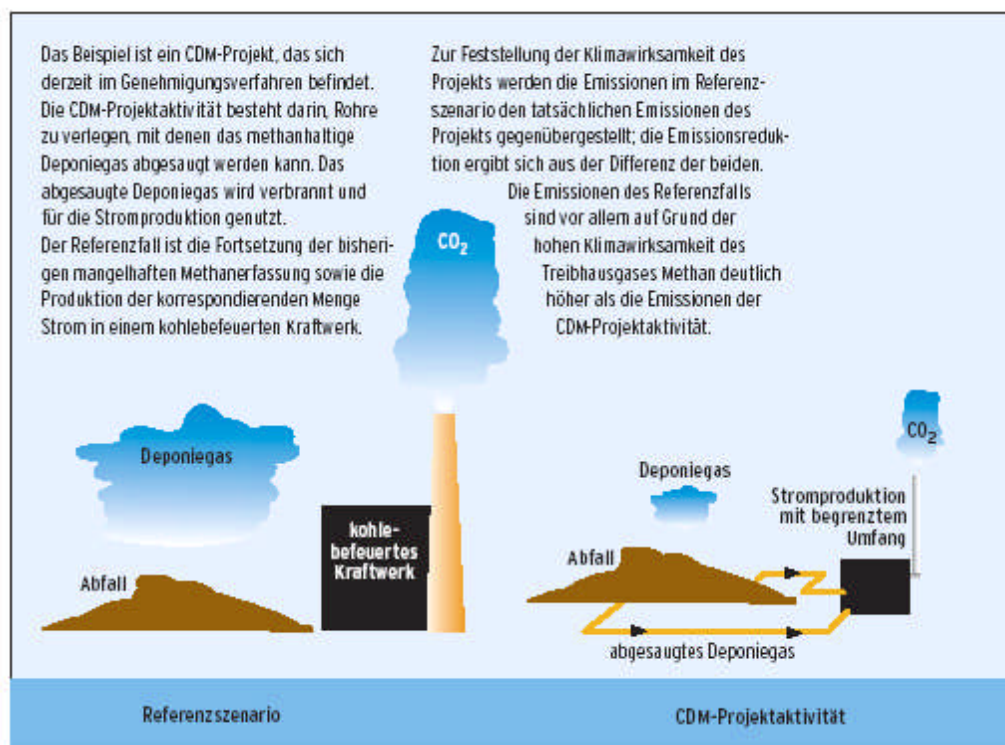 Das Beispiel ist ein CDM-Projekt, das sich
derzeit im Genehmigungsverfahren befindet.
Die CDM-Projektaktivität besteht darin, Rohre
zu verlegen, mit denen das methanhaltige
Deponiegas abgesaugt werden kann. Das
abgesaugte Deponiegas wird verbrannt und
für die Stromproduktion genutzt.
Der Referenzfall ist die Fortsetzung der bisheri-
gen mangelhaften Methanerfassung sowie die
Produktion der korrespondierenden Menge
Strom in einem kohlebefeuerten Kraftwerk.
Zur Feststellung der Klimawirksamkeit des
Projekts werden die Emissionen im Referenz-
szenario den tatsächlichen Emissionen des
Projekts gegenübergestellt; die Emissionsreduk-
tion ergibt sich aus der Differenz der beiden.
Die Emissionen des Referenzfalls
sind vor allem auf Grund der
hohen Klimawirksamkeit des
Treibhausgases Methan deutlich
höher als die Emissionen der
CDM-Projektaktivität.
CO₂
Deponiegas
Abfall
kohle-
befeuertes
Kraftwerk
CO₂
Deponiegas
Stromproduktion
mit begrenztem
Umfang
Abfall
abgesaugtes Deponiegas
Referenzszenario
CDM-Projektaktivität